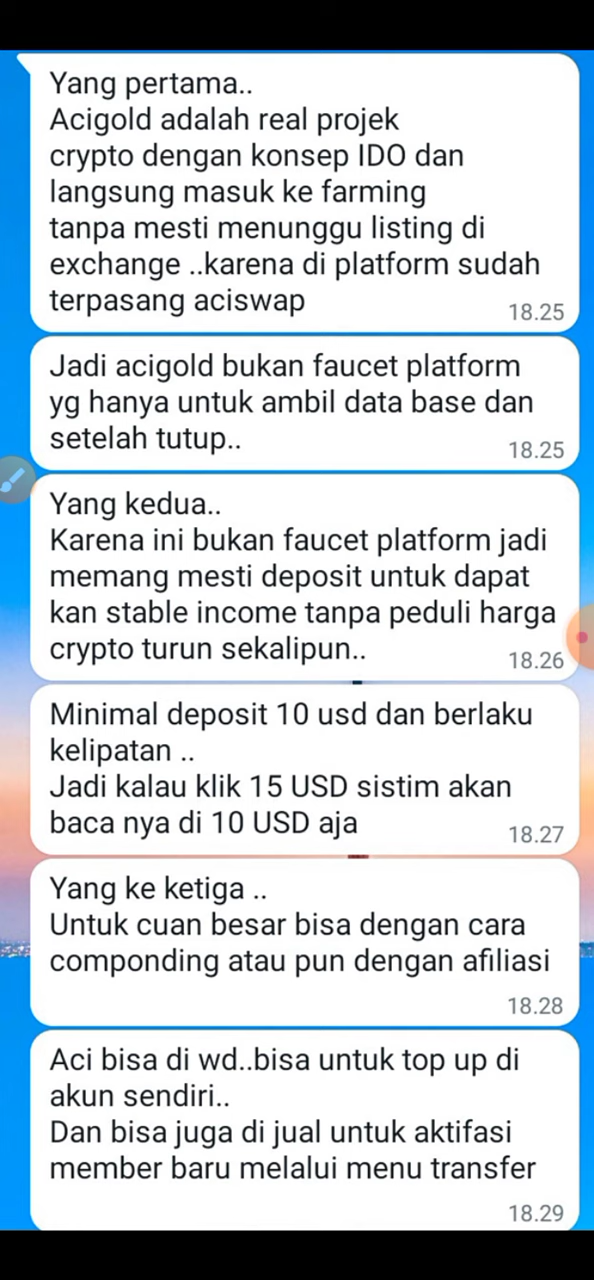 Yang pertama..
Acigold adalah real projek
crypto dengan konsep IDO dan
langsung masuk ke farming
tanpa mesti menunggu listing di
exchange ..karena di platform sudah
terpasang aciswap
18.25
Jadi acigold bukan faucet platform
yg hanya untuk ambil data base dan
setelah tutup..
18.25
Yang kedua..
Karena ini bukan faucet platform jadi
memang mesti deposit untuk dapat
kan stable income tanpa peduli harga
crypto turun sekalipun..
18.26
Minimal deposit 10 usd dan berlaku
kelipatan ..
Jadi kalau klik 15 USD sistim akan
baca nya di 10 USD aja
18.27
Yang ke ketiga ..
Untuk cuan besar bisa dengan cara
componding atau pun dengan afiliasi
18.28
Aci bisa di wd..bisa untuk top up di
akun sendiri..
Dan bisa juga di jual untuk aktifasi
member baru melalui menu transfer
18.29